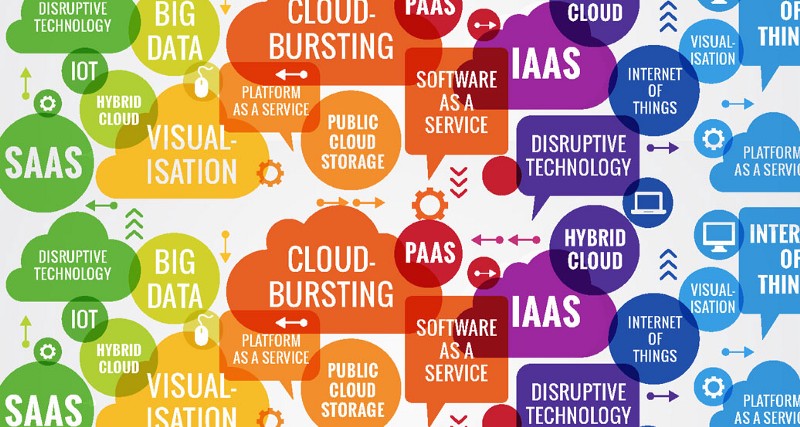 DISRUPTIVE
TECHNOLOGY
BIG
DATA
CLOUD-
BURSTING
PAAS
IAAS
CLOUD
VISUAL-
ISATION
OF
THIN
IOT
HYBRID
CLOUD
PLATFORM
AS A SERVICE
SOFTWARE
AS A
SERVICE
INTERNET
OF
THINGS
SAAS
VISUAL-
ISATION
PUBLIC
CLOUD
STORAGE
DISRUPTIVE
TECHNOLOGY
PLATFORM
AS A SERVIC
DISRUPTIVE
TECHNOLOGY
BIG
DATA
CLOUD-
BURSTING
PAAS
HYBRID
CLOUD
INTER
OF
THIN
IAAS
VISUAL-
ISATION
IOT
HYBRID
CLOUD
PLATFORM
AS A SERVICE
SOFTWARE
AS A
SERVICE
INTERNET
OF
THINGS
SAAS
VISUAL-
ISATION
PUBLIC
CLOUD
STORAGE
DISRUPTIVE
TECHNOLOGY
PLATFORM
AS A SERVIC